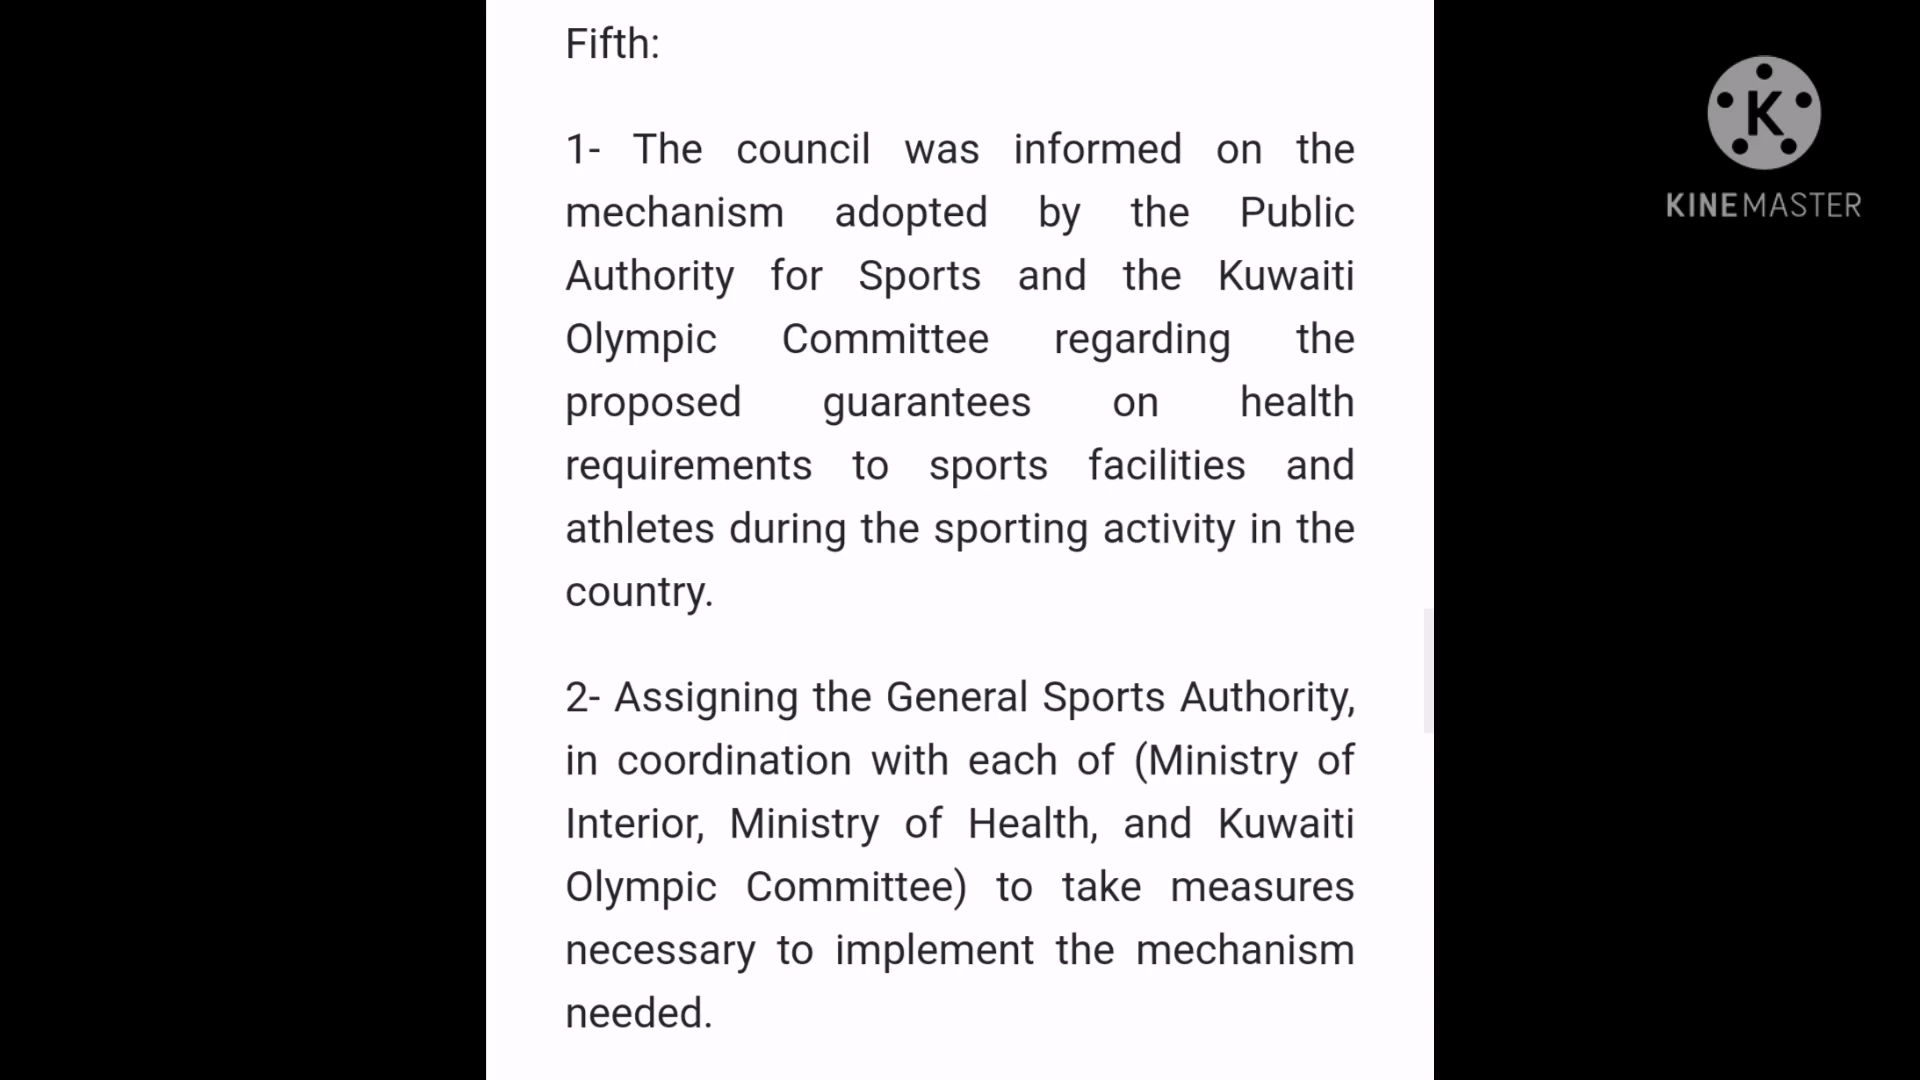 Fifth:
1- The council was informed on the
mechanism adopted by the Public
Authority for Sports and the Kuwaiti
Olympic Committee regarding the
proposed guarantees on health
requirements to sports facilities and
athletes during the sporting activity in the
country.
2- Assigning the General Sports Authority,
in coordination with each of (Ministry of
Interior, Ministry of Health, and Kuwaiti
Olympic Committee) to take measures
necessary to implement the mechanism
needed.
K
KINEMASTER